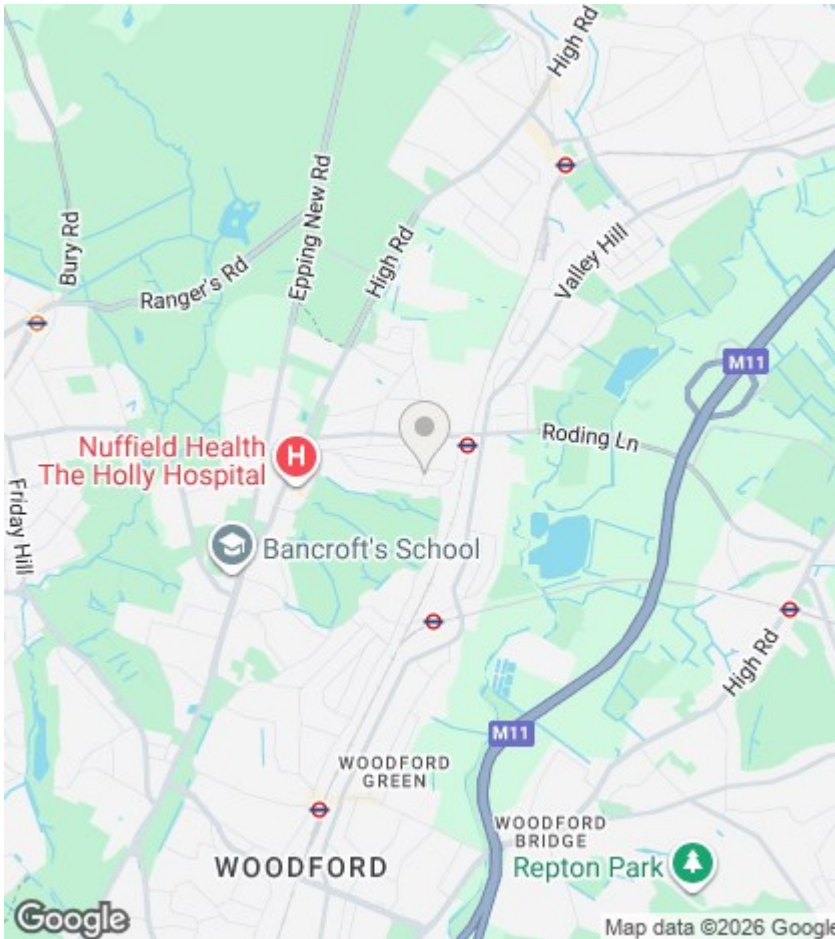 High Rd
Epping New Rd
Bury Rd
High Rd
Valley Hill
Ranger's Rd
M11
Roding Ln
Nuffield Health
The Holly Hospital
H
Friday Hill
Bancroft's School
High Rd
M11
WOODFORD
GREEN
WOODFORD
BRIDGE
WOODFORD
Repton Park
Google
Map data ©2026 Google